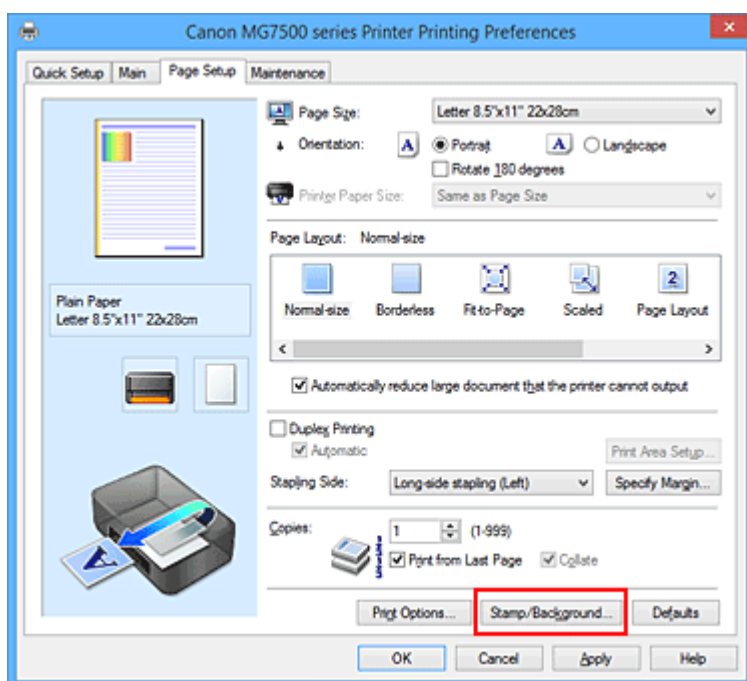 Canon MG7500 series Printer Printing Preferences
Quick Setup Main Page Setup Maintenance
Page Size: Letter 8.5"x11" 22x28cm
Orientation: A Portrait A Landscape
Rotate 180 degrees
Printer Paper Size: Same as Page Size
Page Layout: Normal-size
2
Normal-size Borderless Fit-to-Page Scaled Page Layout
Plain Paper
Letter 8.5"x11" 22x28cm
Automatically reduce large document that the printer cannot output
Duplex Printing
Automatic
Print Area Setup...
Stapling Side: Long-side stapling (Left) Specify Margin...
Copies: 1 (1-999)
Print from Last Page Collate
A
Print Options... Stamp/Background... Defaults
OK Cancel Apply Help